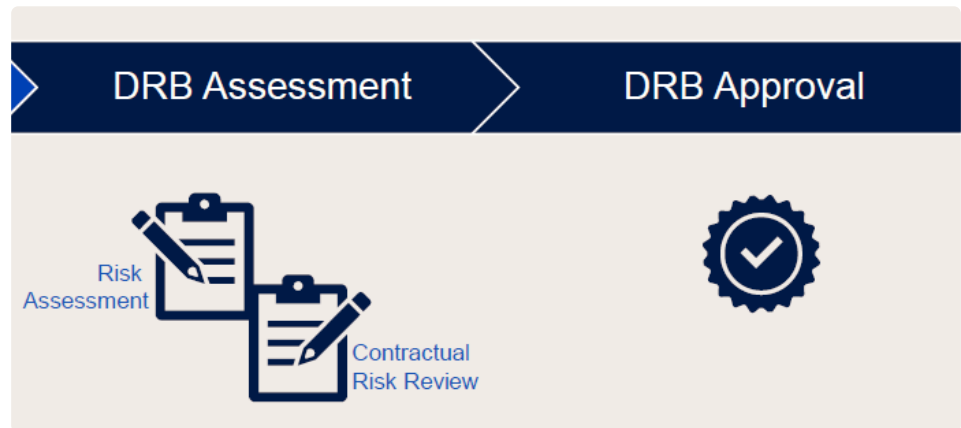 DRB Assessment
DRB Approval
Risk
Assessment
Contractual
Risk Review